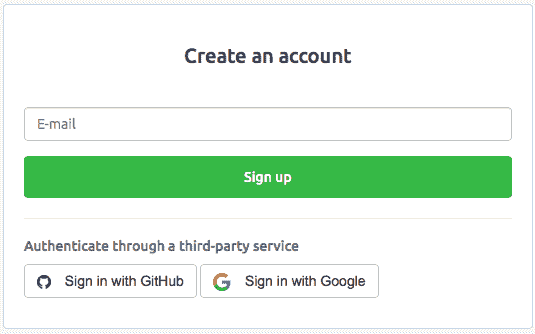 Create an account
E-mail
Sign up
Authenticate through a third-party service
Sign in with GitHub Sign in with Google